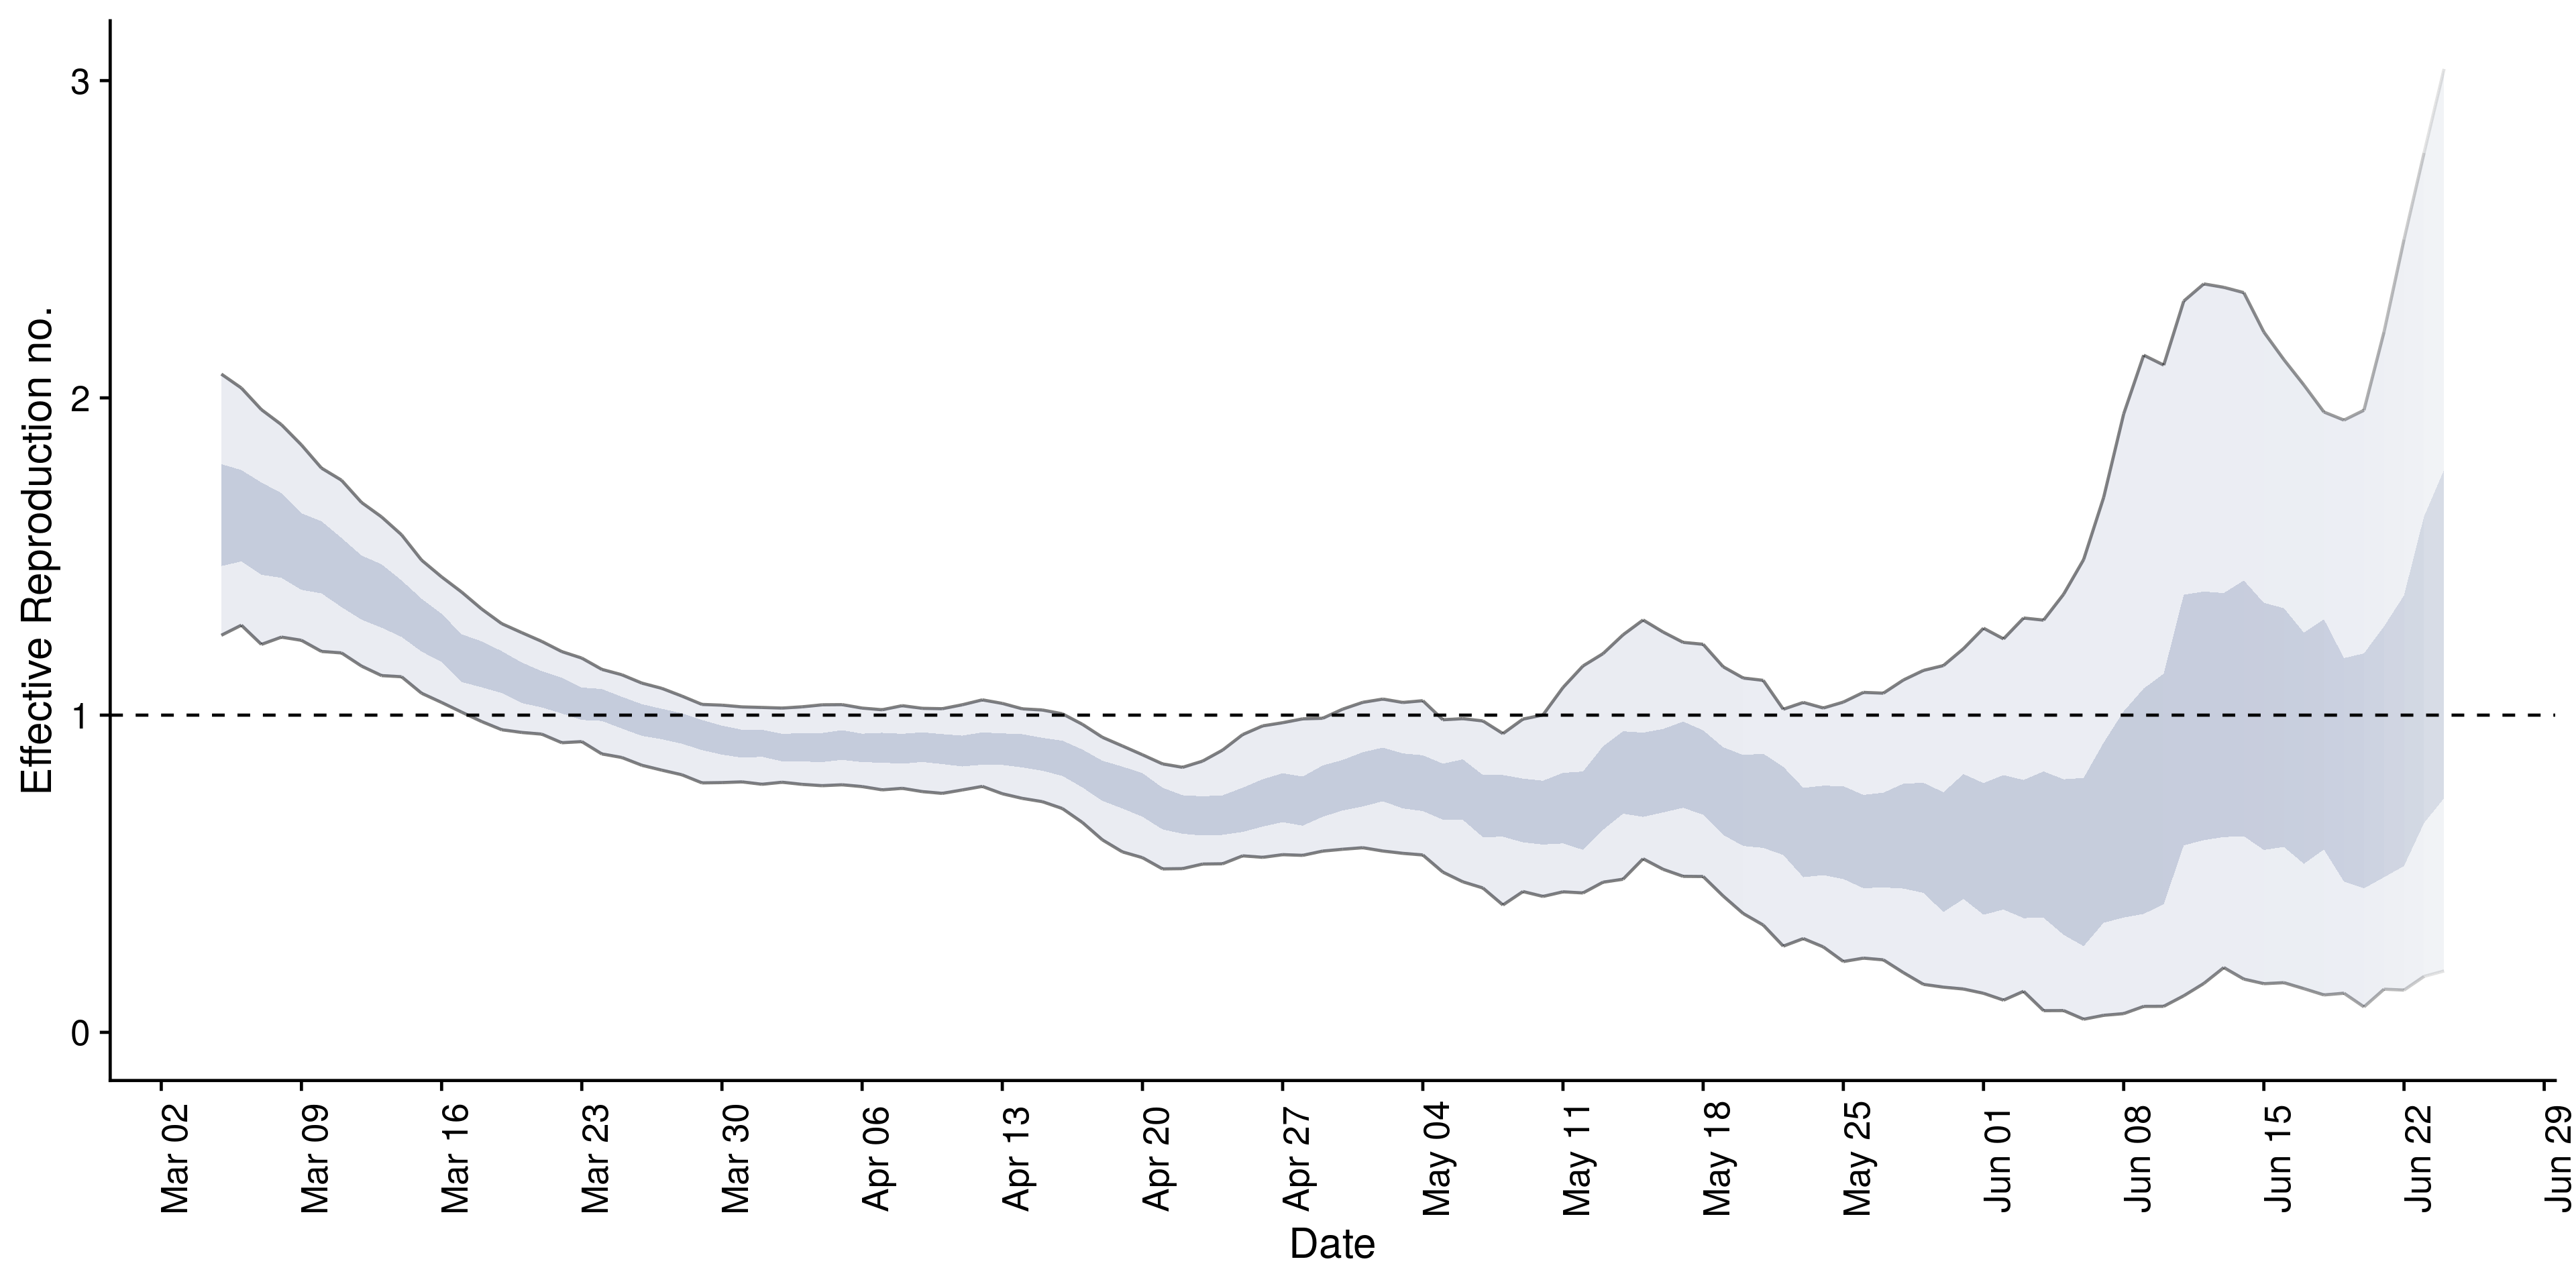 Effective Reproduction no.
3
2
1
0
Mar 02
Mar 09
Mar 16
Mar 23
Mar 30
Apr 06
Apr 13
Apr 20
Apr 27
May 04
May 11
May 18
May 25
Jun 01
Jun 08
Jun 15
Jun 22
Jun 29
Date